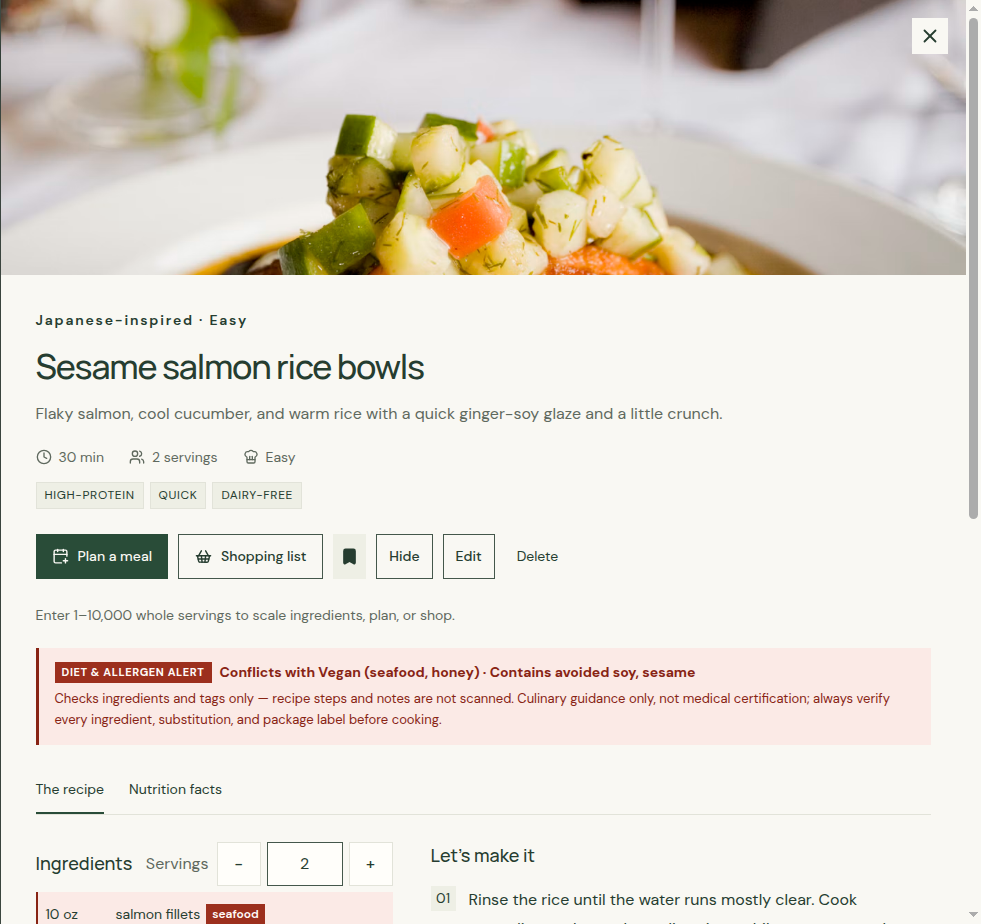 Japanese-inspired · Easy
Sesame salmon rice bowls
Flaky salmon, cool cucumber, and warm rice with a quick ginger-soy glaze and a little crunch.
30 min 2 servings Easy
HIGH-PROTEIN QUICK DAIRY-FREE
Plan a meal Shopping list Hide Edit Delete
Enter 1–10,000 whole servings to scale ingredients, plan, or shop.
DIET & ALLERGEN ALERT Conflicts with Vegan (seafood, honey) · Contains avoided soy, sesame
Checks ingredients and tags only — recipe steps and notes are not scanned. Culinary guidance only, not medical certification; always verify
every ingredient, substitution, and package label before cooking.
The recipe Nutrition facts
Ingredients Servings − 2 +
10 oz salmon fillets seafood
Let's make it
01 Rinse the rice until the water runs mostly clear. Cook